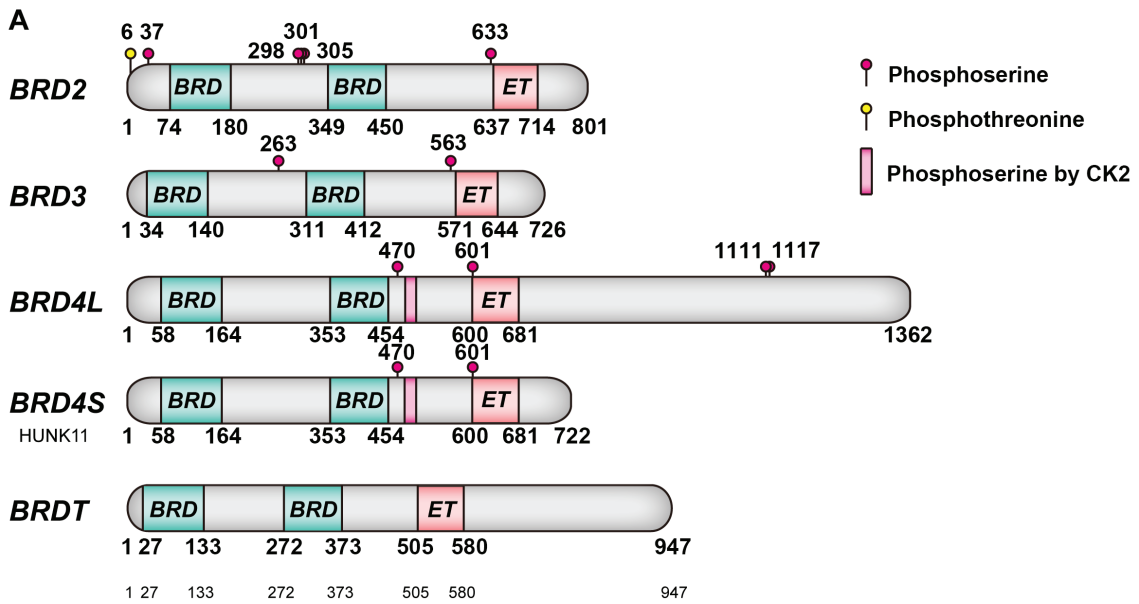 A
6 37 301 633
298 305
BRD2 BRD BRD ET
1 74 180 349 450 637 714 801
Phosphoserine
Phosphothreonine
Phosphoserine by CK2
263 563
BRD3 BRD BRD ET
1 34 140 311 412 571 644 726
470 601 1111 1117
BRD4L BRD BRD ET
1 58 164 353 454 600 681 1362
470 601
BRD4S BRD BRD ET
HUNK11 1 58 164 353 454 600 681 722
BRDT BRD BRD ET
1 27 133 272 373 505 580 947
1 27 133 272 373 505 580 947